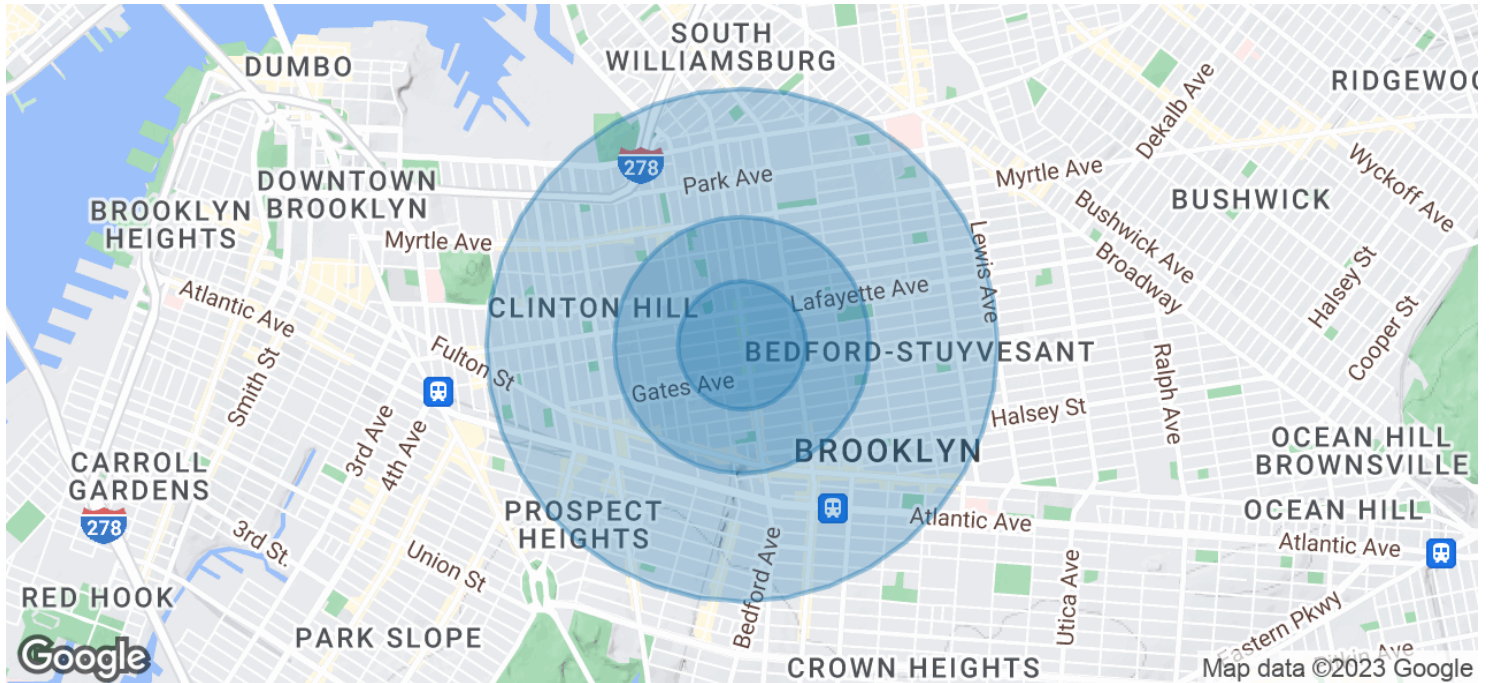 SOUTH
WILLIAMSBURG
DUMBO
RIDGEWOO
Dekalb Ave
278
Park Ave
Myrtle Ave
Wyckoff Ave
DOWNTOWN
BROOKLYN
BUSHWICK
BROOKLYN
HEIGHTS
Bushwick Ave
Myrtle Ave
Lewis Ave
Broadway
Halsey St
Atlantic Ave
CLINTON HILL
Lafayette Ave
Cooper St
Fulton St
BEDFORD-STUYVESANT
Smith St
Gates Ave
Ralph Ave
3rd Ave
4th Ave
Halsey St
BROOKLYN
OCEAN HILL
BROWNSVILLE
CARROLL
GARDENS
PROSPECT
HEIGHTS
OCEAN HILL
278
Atlantic Ave
3rd St.
Union St
Bedford Ave
Atlantic Ave
Utica Ave
RED HOOK
PARK SLOPE
Eastern Pkwy
Google
CROWN HEIGHTS
Pitkin Ave
Map data ©2023 Google